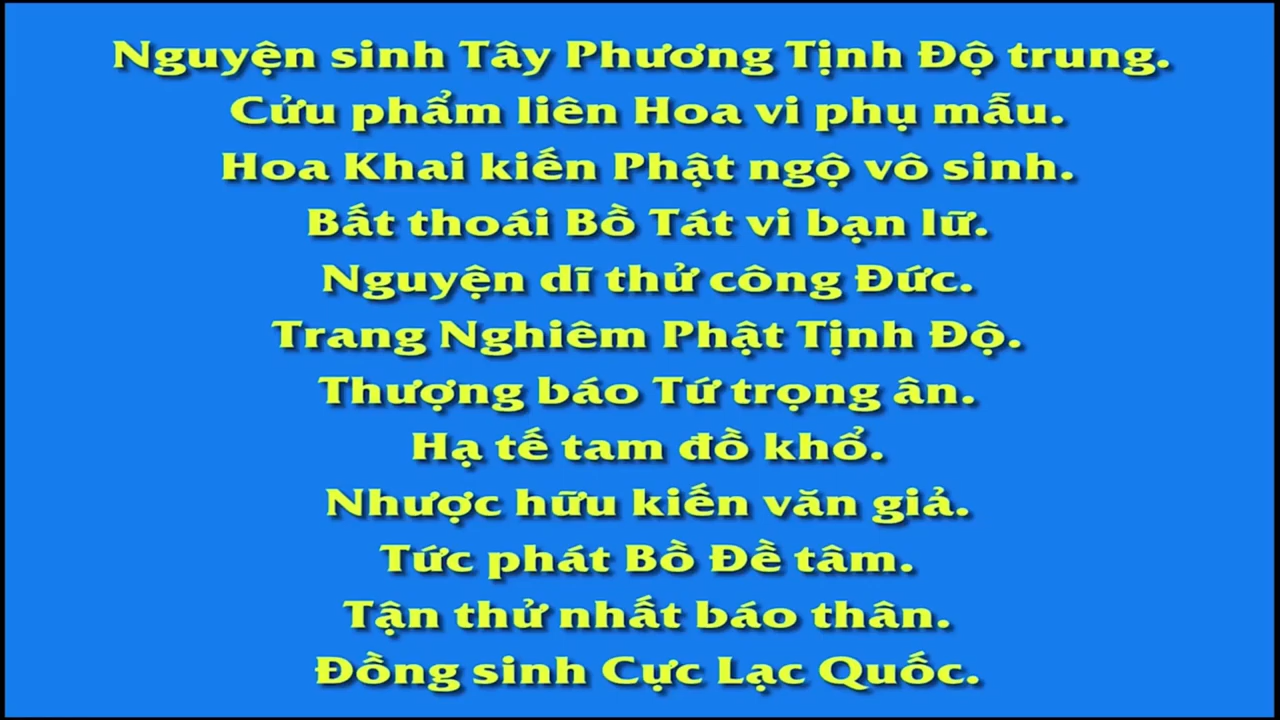 Nguyện sinh Tây Phương Tịnh Độ trung.
Cửu phẩm liên Hoa vi phụ mẫu.
Hoa Khai kiến Phật ngộ vô sinh.
Bất thoái Bồ Tát vi bạn lữ.
Nguyện dĩ thử công Đức.
Trang Nghiêm Phật Tịnh Độ.
Thượng báo Tứ trọng ân.
Hạ tế tam đồ khổ.
Nhược hữu kiến văn giả.
Tức phát Bồ Đề tâm.
Tận thử nhất báo thân.
Đồng sinh Cực Lạc Quốc.